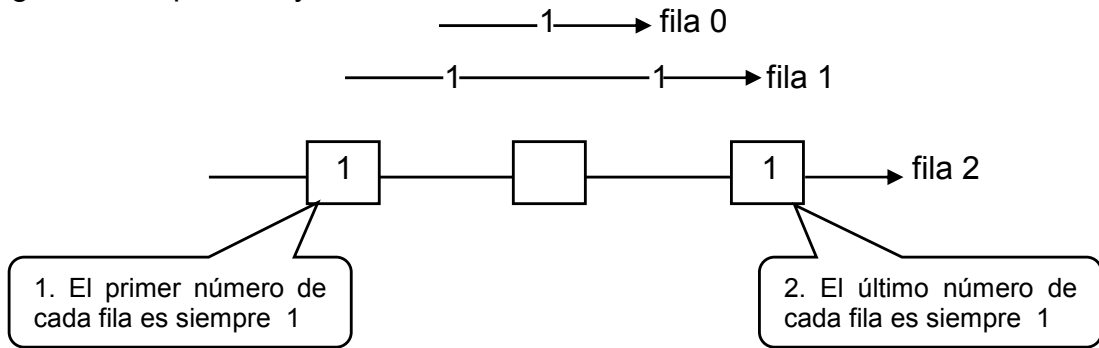 1 fila 0
1 1 fila 1
1 1 fila 2
1. El primer número de
cada fila es siempre 1
2. El último número de
cada fila es siempre 1